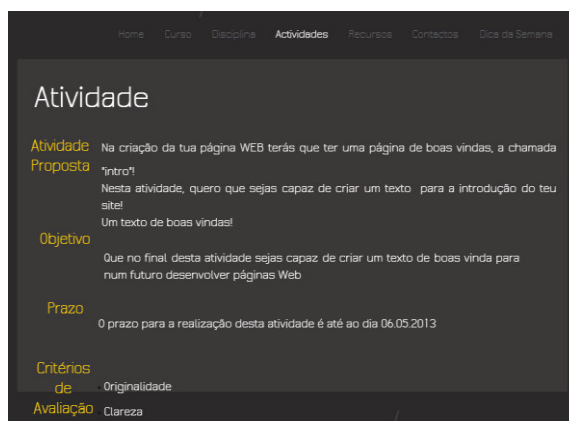 Home Curso Disciplina Actividades Recursos Contactos Dica da Semana
Atividade
Atividade Proposta
Na criação da tua página WEB terás que ter uma página de boas vindas, a chamada
"intro"!
Nesta atividade, quero que sejas capaz de criar um texto para a introdução do teu
site!
Um texto de boas vindas!
Objetivo
Que no final desta atividade sejas capaz de criar um texto de boas vinda para
num futuro desenvolver páginas Web
Prazo
O prazo para a realização desta atividade é até ao dia 06.05.2013
Critérios
de
Avaliação
- Originalidade
- Clareza